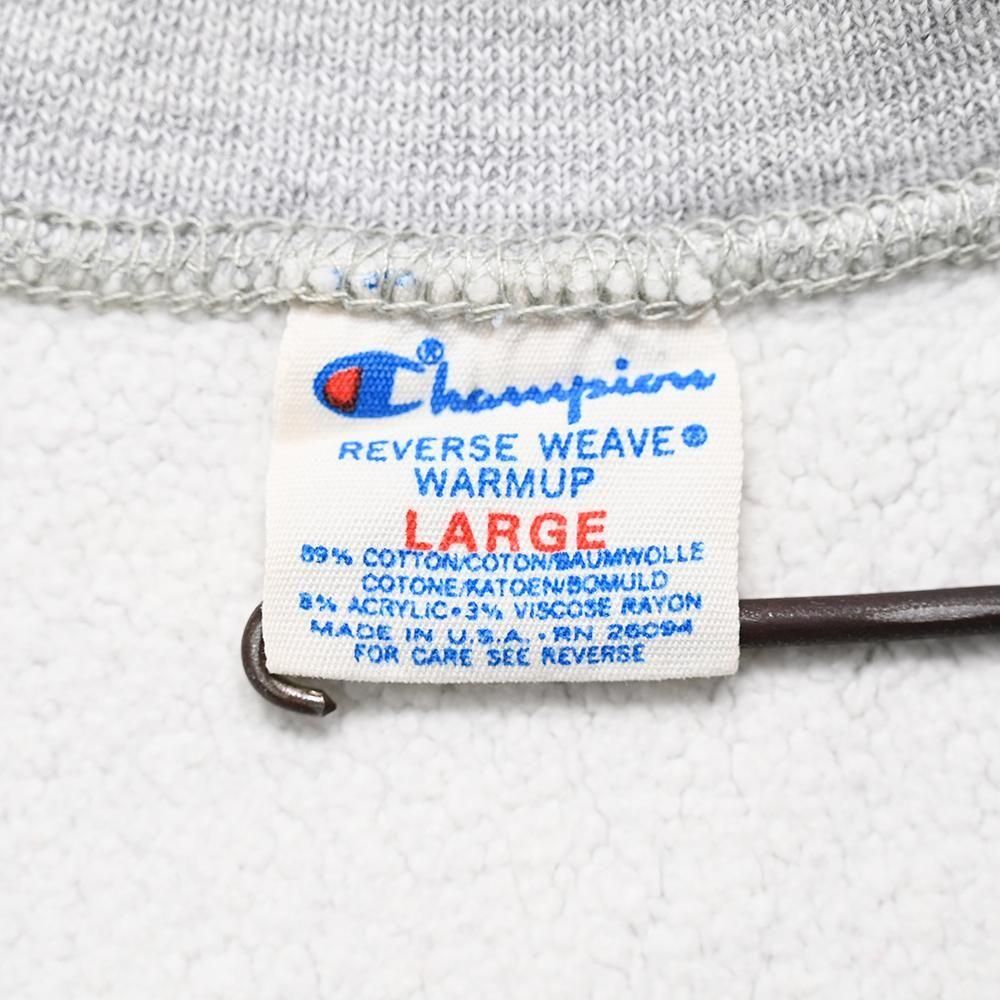 Champion®
REVERSE WEAVE®
WARMUP
LARGE
89% COTTON/COTON/BAUMWOLLE
COTONE/KATOEN/BOMULD
8% ACRYLIC • 3% VISCOSE RAYON
MADE IN U.S.A. • RN 26094
FOR CARE SEE REVERSE